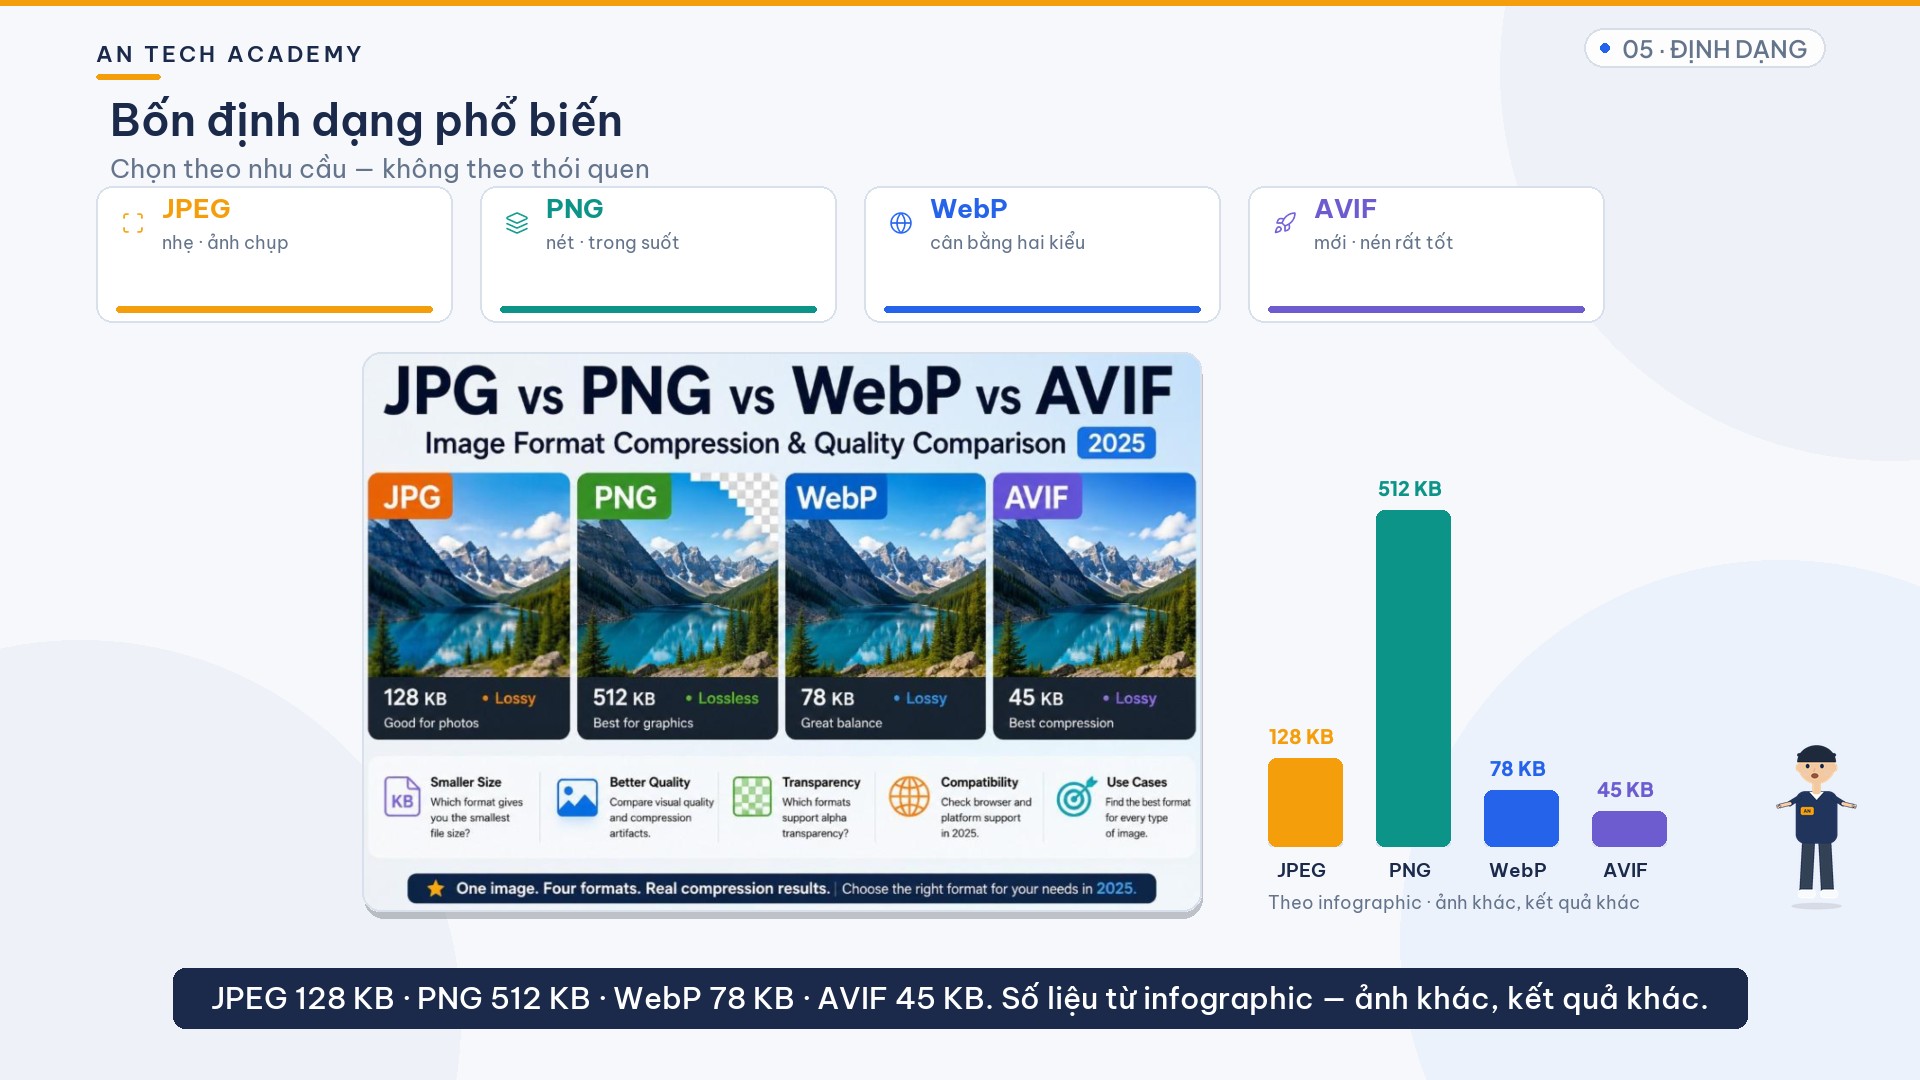 AN TECH ACADEMY
05 · ĐỊNH DẠNG
Bốn định dạng phổ biến
Chọn theo nhu cầu — không theo thói quen
JPEG
nhẹ · ảnh chụp
PNG
nét · trong suốt
WebP
cân bằng hai kiểu
AVIF
mới · nén rất tốt
JPG vs PNG vs WebP vs AVIF
Image Format Compression & Quality Comparison 2025
JPG
PNG
WebP
AVIF
128 KB • Lossy
Good for photos
512 KB • Lossless
Best for graphics
78 KB • Lossy
Great balance
45 KB • Lossy
Best compression
KB
Smaller Size
Which format gives
you the smallest
file size?
Better Quality
Compare visual quality
and compression
artifacts.
Transparency
Which formats
support alpha
transparency?
Compatibility
Check browser and
platform support
in 2025.
Use Cases
Find the best format
for every type
of image.
One image. Four formats. Real compression results. | Choose the right format for your needs in 2025.
128 KB
512 KB
78 KB
45 KB
JPEG
PNG
WebP
AVIF
Theo infographic · ảnh khác, kết quả khác
AN
JPEG 128 KB · PNG 512 KB · WebP 78 KB · AVIF 45 KB. Số liệu từ infographic — ảnh khác, kết quả khác.